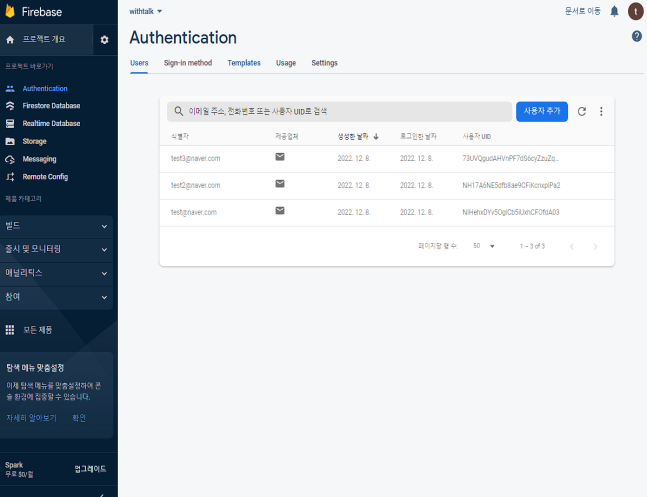 Firebase
프로젝트 개요
프로젝트 바로가기
Authentication
Firestore Database
Realtime Database
Storage
Messaging
Remote Config
제품 카테고리
빌드
출시 및 모니터링
애널리틱스
참여
모든 제품
탐색 메뉴 맞춤설정
이제 탐색 메뉴를 맞춤설정하여 콘
솔 환경에 집중할 수 있습니다.
자세히 알아보기 확인
Spark
무료 $0/월
업그레이드
withtalk
문서로 이동
t
Authentication
Users Sign-in method Templates Usage Settings
이메일 주소, 전화번호 또는 사용자 UID로 검색
사용자 추가
식별자 제공업체 생성한 날짜 로그인한 날짜 사용자 UID
test3@naver.com 2022. 12. 8. 2022. 12. 8.
test2@naver.com 2022. 12. 8. 2022. 12. 8.
test@naver.com 2022. 12. 8. 2022. 12. 8.
페이지당 행 수: 50 1 – 3 of 3